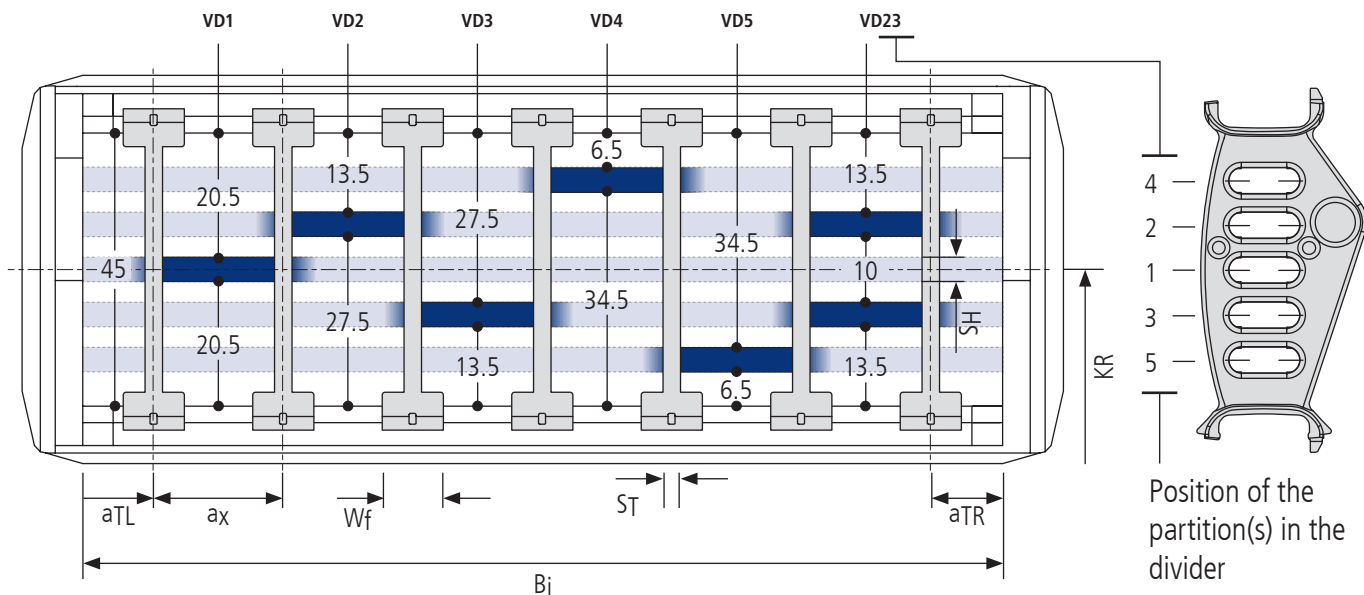 VD1 VD2 VD3 VD4 VD5 VD23
6.5
13.5 13.5
4
20.5
27.5
2
34.5
45 10 1
SH
34.5
27.5
3
20.5
13.5 13.5
KR
5
6.5
aTL ax Wf ST aTR
Bi
Position of the
partition(s) in the
divider